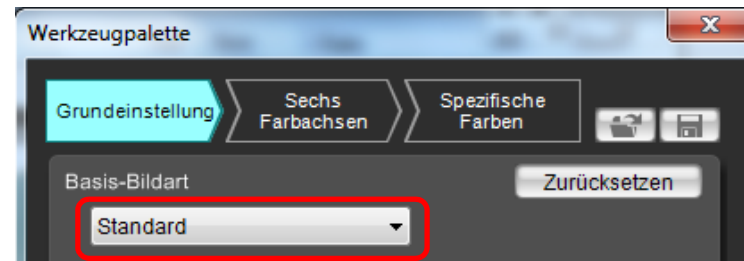 Werkzeugpalette
X
Grundeinstellung
Sechs
Farbachsen
Spezifische
Farben
Basis-Bildart
Zurücksetzen
Standard